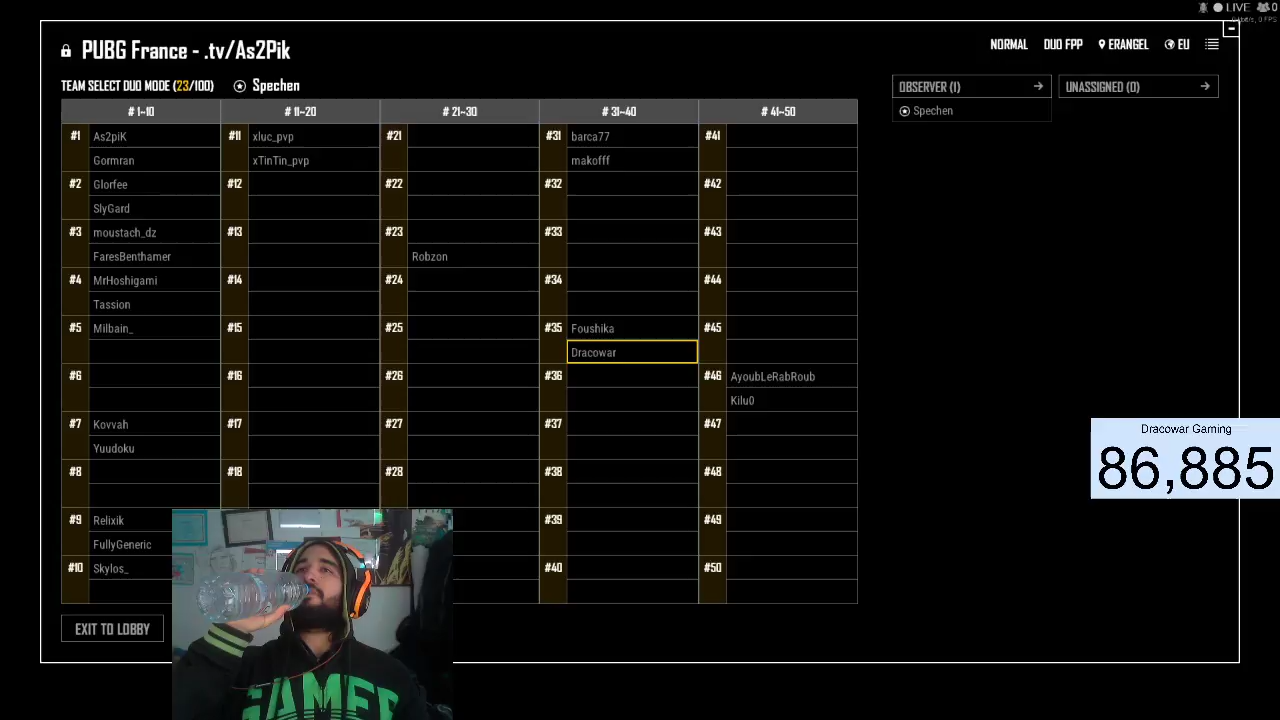 LIVE 0
PUBG France - .tv/As2Pik
NORMAL DUO FPP ERANGEL EU
TEAM SELECT DUO MODE (23/100) Spechen
OBSERVER (1) UNASSIGNED (0)
Spechen
# 1~10 # 11~20 # 21~30 # 31~40 # 41~50
#1 As2piK #11 xluc_pvp #21 #31 barca77 #41
Gormran xTinTin_pvp makofff
#2 Glorfee #12 #22 #32 #42
SlyGard
#3 moustach_dz #13 #23 #33 #43
FaresBenthamer Robzon
#4 MrHoshigami #14 #24 #34 #44
Tassion
#5 Milbain_ #15 #25 #35 Foushika #45
Dracowar
#6 #16 #26 #36 #46 AyoubLeRabRoub
Kilu0
#7 Kovvah #17 #27 #37 #47
Yuudoku
#8 #18 #28 #38 #48
#9 Relixik #39 #49
FullyGeneric
#10 Skylos_ #40 #50
EXIT TO LOBBY
Dracowar Gaming
86,885
GAMER